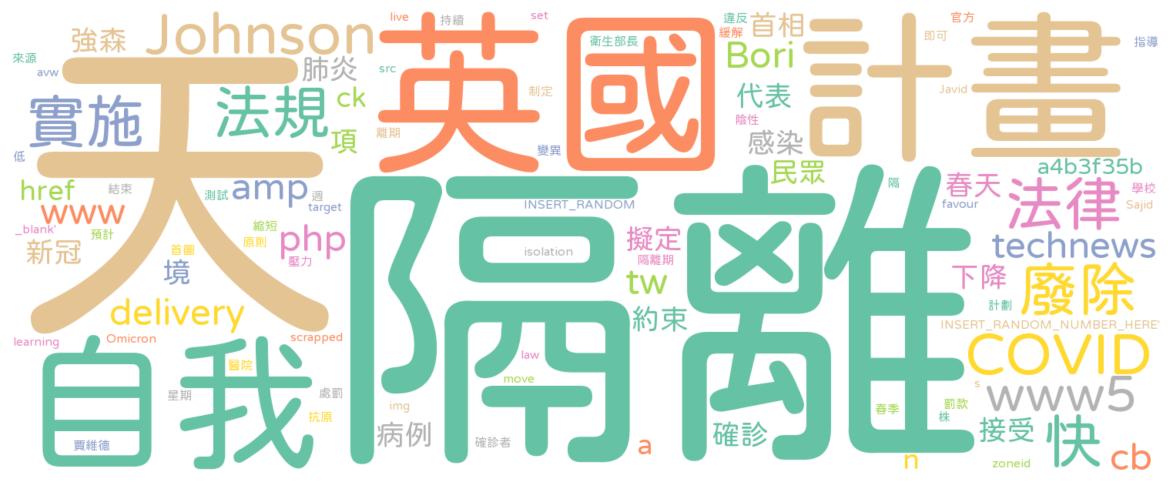 強森
Johnson
live
持續
set
衛生部長
違反
緩解
首相
官方
來源
avw
天
肺炎
src
英國
Bori
計畫
即可
指導
實施
法規
ck
項
制定
離期
變異
代表
陰性
感染
Javid
低
href
結束
測試
amp
週
target
民眾
隔
春天
favour
法律
a4b3f35b
學校
Sajid
www
_blank'
預計
縮短
原則
php
INSERT_RANDOM
擬定
隔離期
technews
新冠
首圖
壓力
境
isolation
tw
下降
計劃
廢除
delivery
約束
INSERT_RANDOM_NUMBER_HERE'
learning
Omicron
scrapped
隔離
law
COVID
自我
醫院
星期
處罰
move
s
www5
抗原
img
春季
罰款
株
賈維德
病例
確診者
a
確診
n
接受
快
zoneid
cb